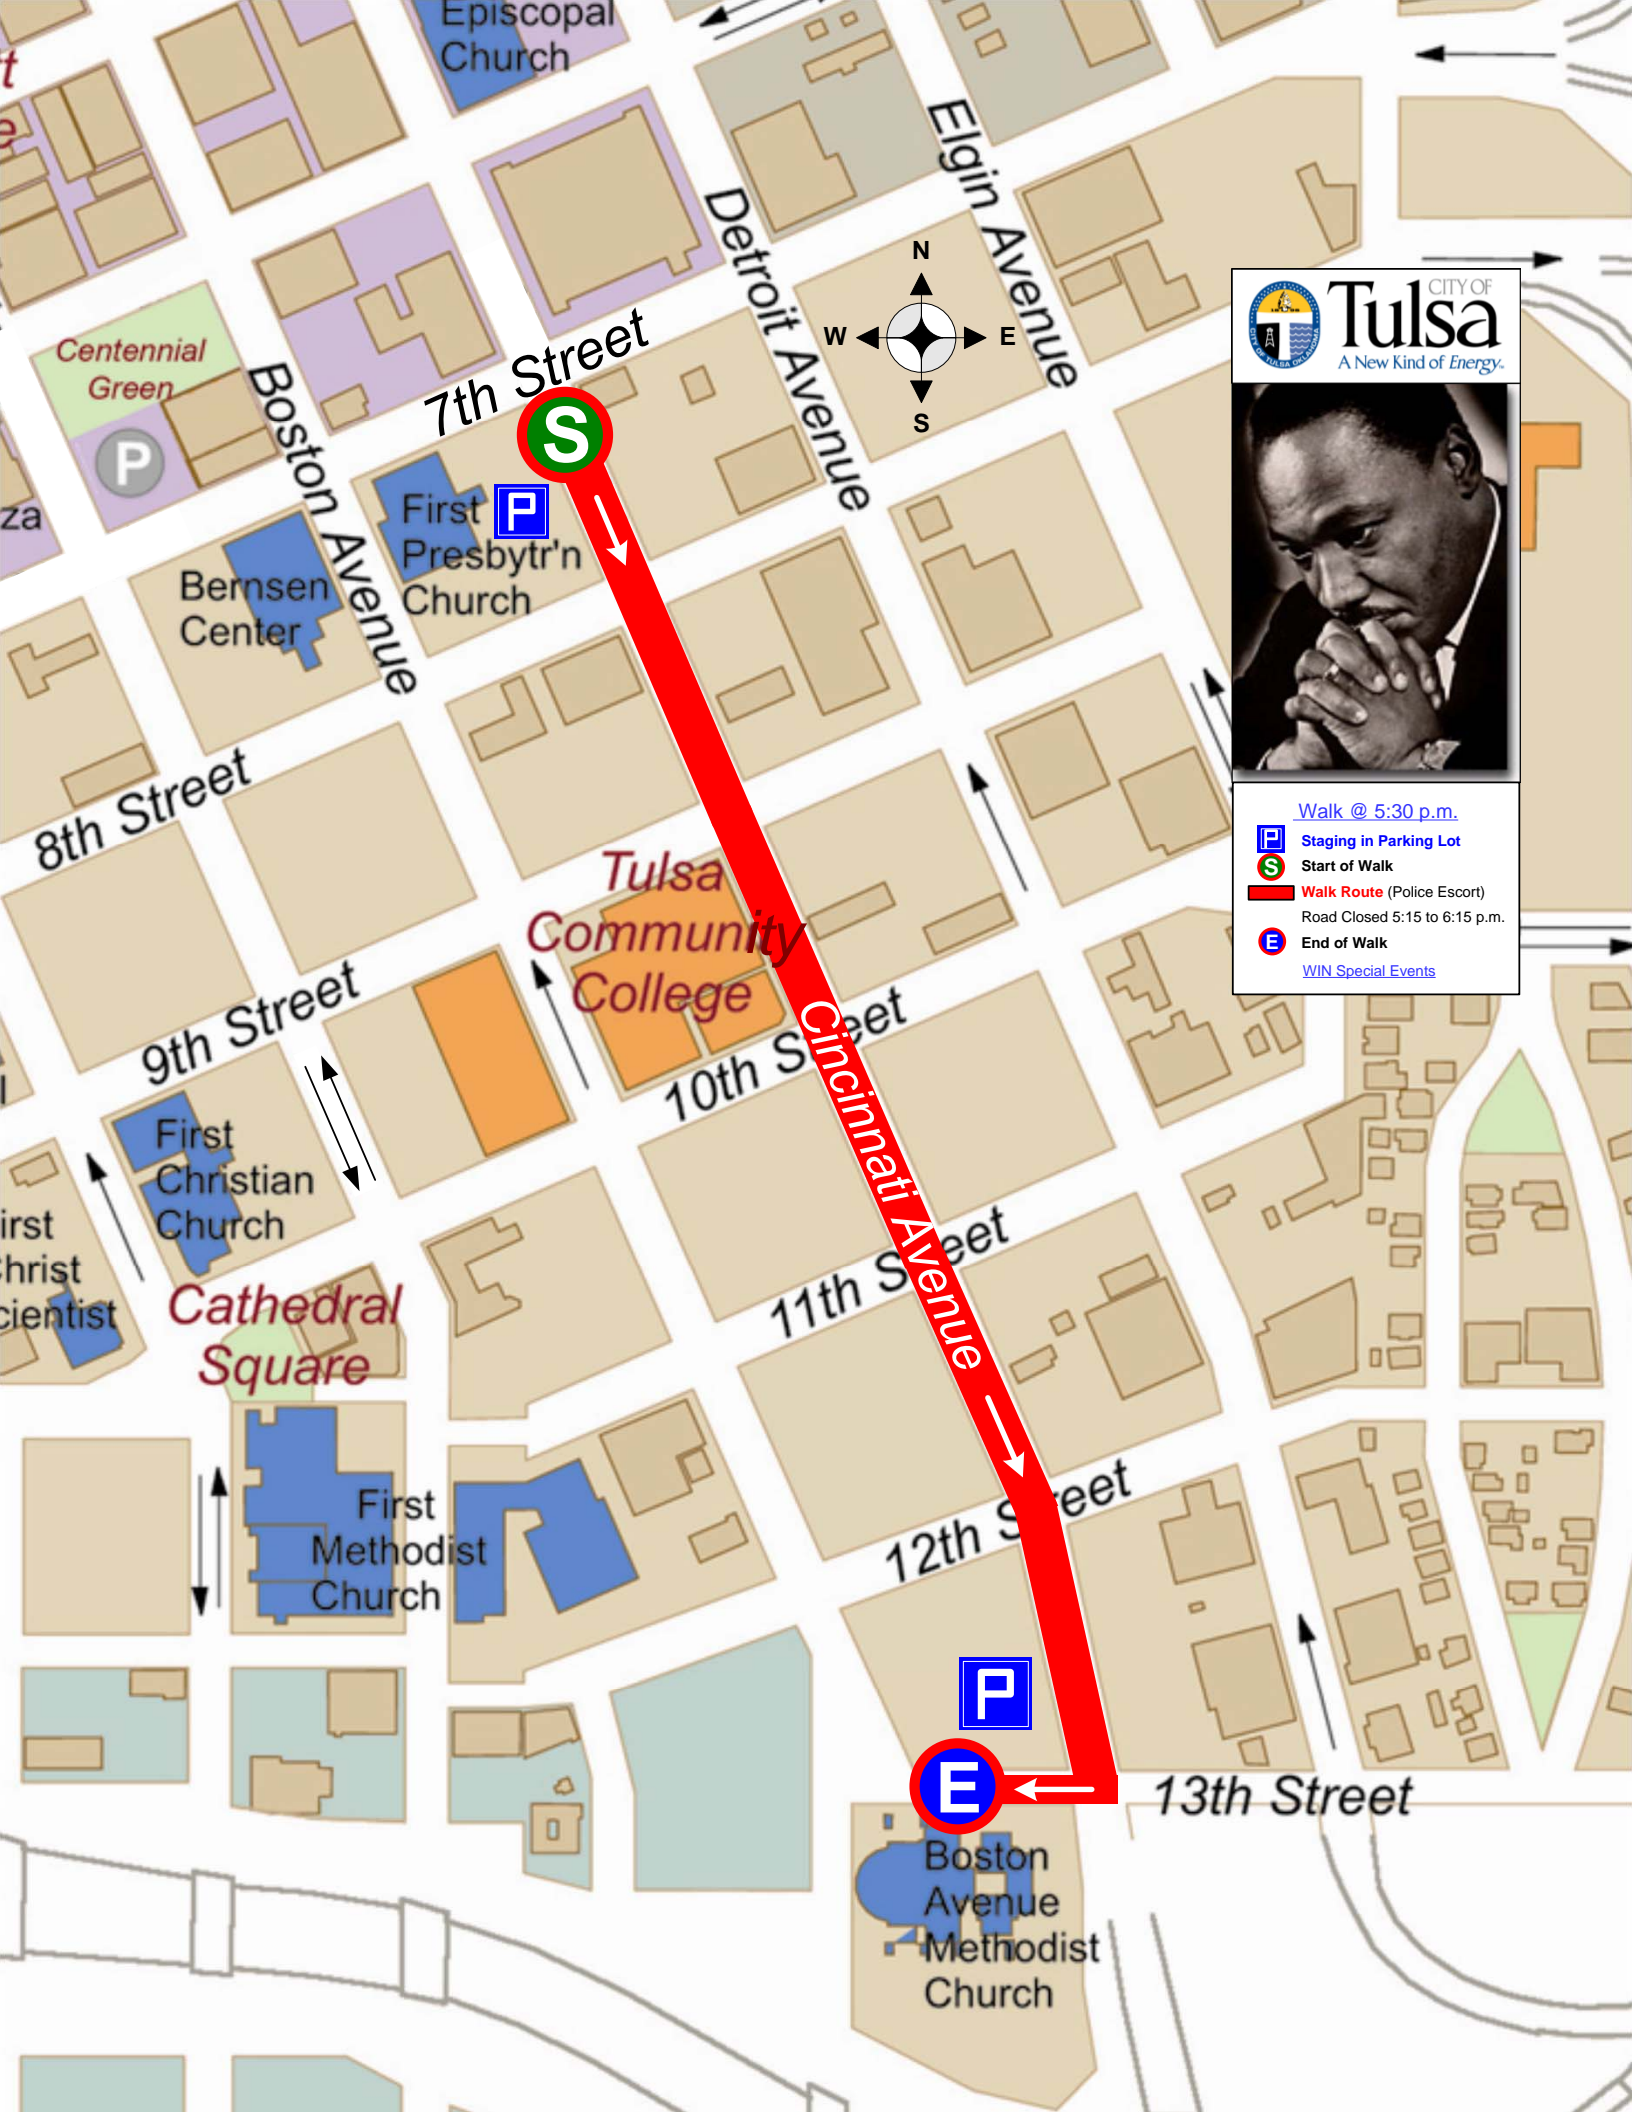 Episcopal
Church
Elgin Avenue
Detroit Avenue
N
W
E
S
CITY OF
Tulsa
A New Kind of Energy.
Centennial
Green
P
7th Street
S
Boston Avenue
First
Presbytr'n
Church
P
za
Bernsen
Center
8th Street
Walk @ 5:30 p.m.
P Staging in Parking Lot
S Start of Walk
Walk Route (Police Escort)
Road Closed 5:15 to 6:15 p.m.
E End of Walk
WIN Special Events
Tulsa
Community
College
9th Street
10th Street
Cincinnati Avenue
First
Christian
Church
irst
Christ
cientist
11th Street
Cathedral
Square
First
Methodist
Church
12th Street
P
E
13th Street
Boston
Avenue
Methodist
Church